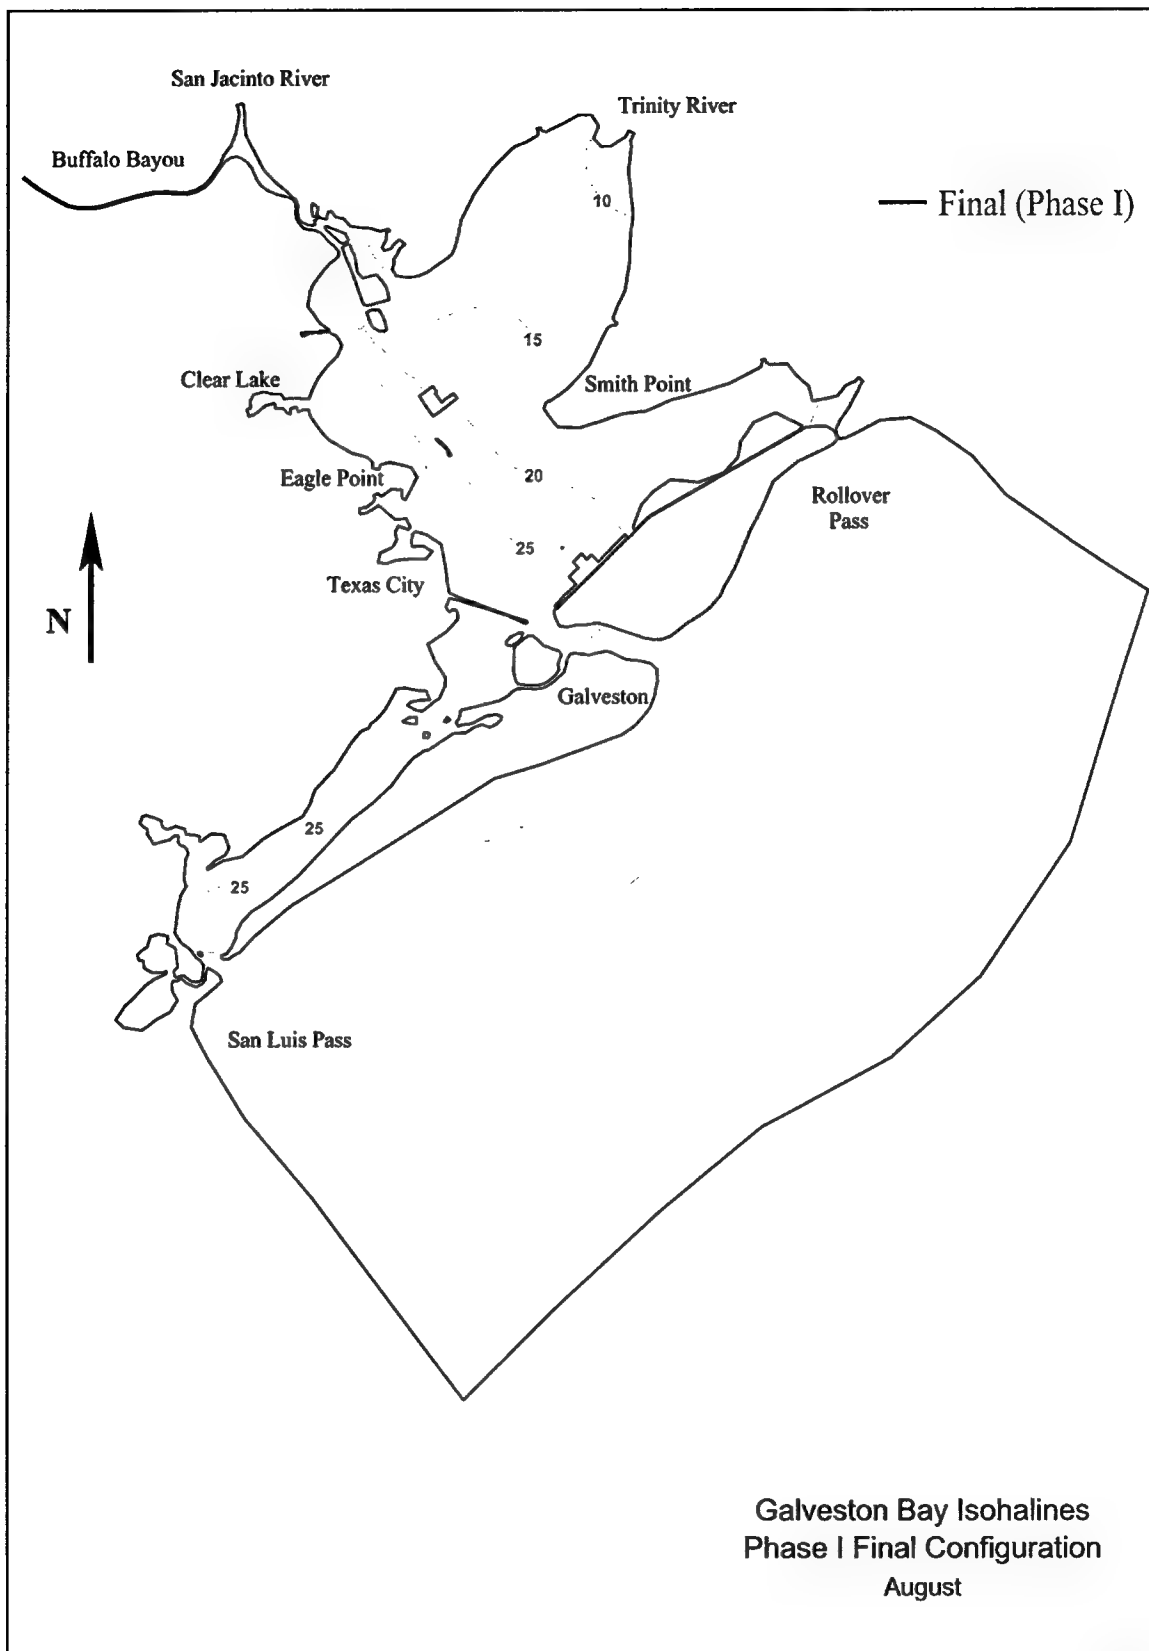 San Jacinto River
Trinity River
Buffalo Bayou
10
Final (Phase I)
15
Clear Lake
Smith Point
Eagle Point
20
Rollover
Pass
25
Texas City
N
Galveston
25
25
San Luis Pass
Galveston Bay Isohalines
Phase I Final Configuration
August